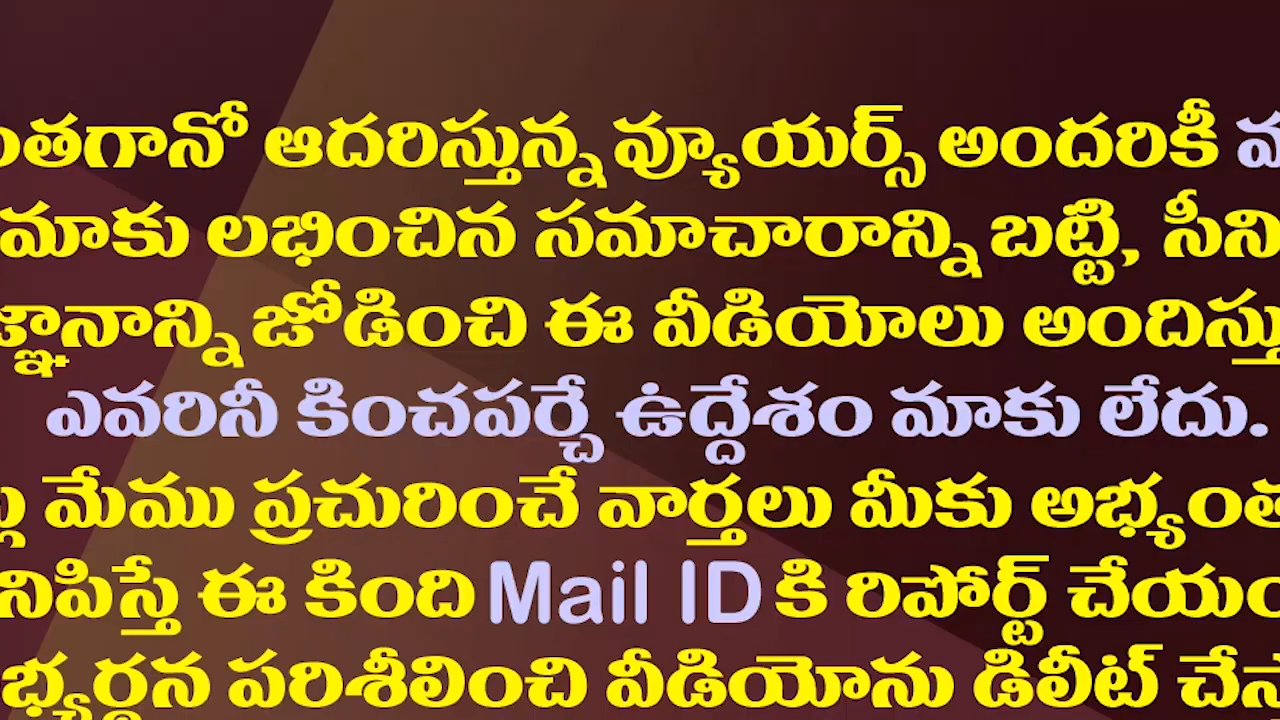 ంతగానో ఆదరిస్తున్న వ్యూయర్స్ అందరికీ
మాకు లభించిన సమాచారాన్ని బట్టి, సీని
జ్ఞానాన్ని జోడించి ఈ వీడియోలు అందిస్తు
ఎవరినీ కించపర్చే ఉద్దేశం మాకు లేదు.
మేము ప్రచురించే వార్తలు మీకు అభ్యంత
నిపిస్తే ఈ కింది Mail ID కి రిపోర్ట్ చేయం
భ్యర్థన పరిశీలించి వీడియోను డిలీట్ చేస